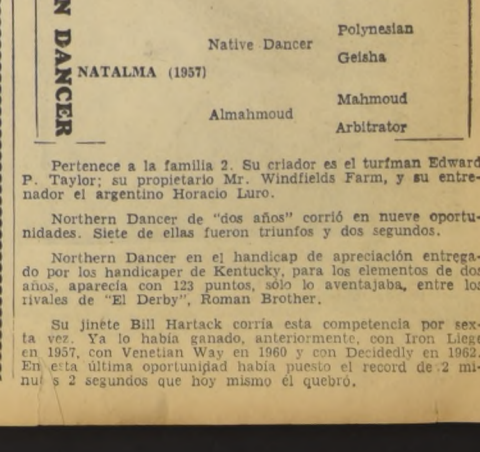 N DANCER
Polynesian
Native Dancer
Geisha
NATALMA (1957)
Mahmoud
Almahmoud
Arbitrator
Pertenece a la familia 2. Su criador es el turfman Edward
P. Taylor; su propietario Mr. Windfields Farm, y su entre-
nador el argentino Horacio Luro.
Northern Dancer de "dos años" corrió en nueve oportu-
nidades. Siete de ellas fueron triunfos y dos segundos.
Northern Dancer en el handicap de apreciación entrega-
do por los handicaper de Kentucky, para los elementos de dos
años, aparecía con 123 puntos, sólo lo aventajaba, entre los
rivales de "El Derby", Roman Brother.
Su jinete Bill Hartack corría esta competencia por sex-
ta vez. Ya lo había ganado, anteriormente, con Iron Liege
en 1957, con Venetian Way en 1960 y con Decidedly en 1962.
En esta última oportunidad había puesto el record de 2 mi-
nu s 2 segundos que hoy mismo él quebró.